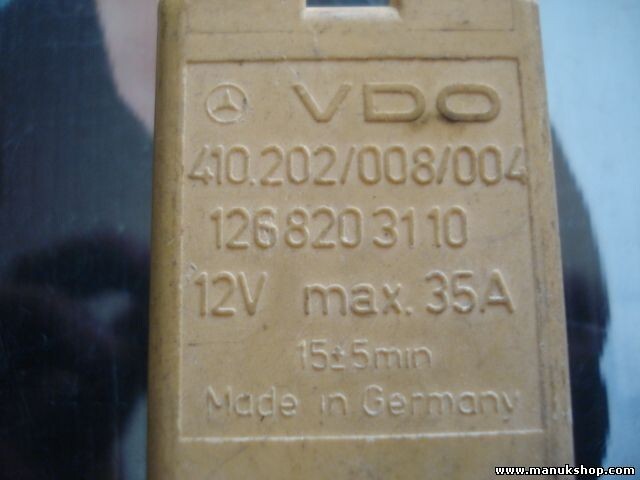 VDO
410.202/008/004
126 820 31 10
12V max. 35A
15±5min
Made in Germany
www.manukshop.com